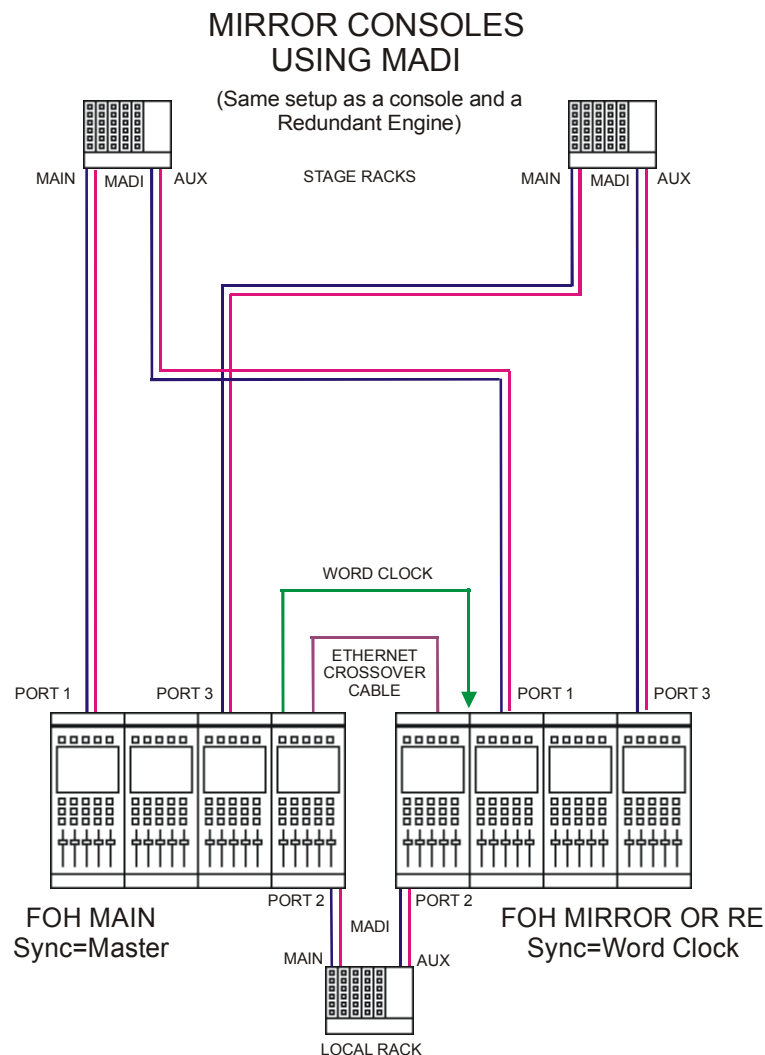 MIRROR CONSOLES
USING MADI
(Same setup as a console and a
Redundant Engine)
MAIN
MADI
AUX
STAGE RACKS
MAIN
MADI
AUX
WORD CLOCK
ETHERNET
CROSSOVER
CABLE
PORT 1
PORT 3
PORT 1
PORT 3
PORT 2
PORT 2
FOH MAIN
Sync=Master
MADI
FOH MIRROR OR RE
Sync=Word Clock
MAIN
AUX
LOCAL RACK